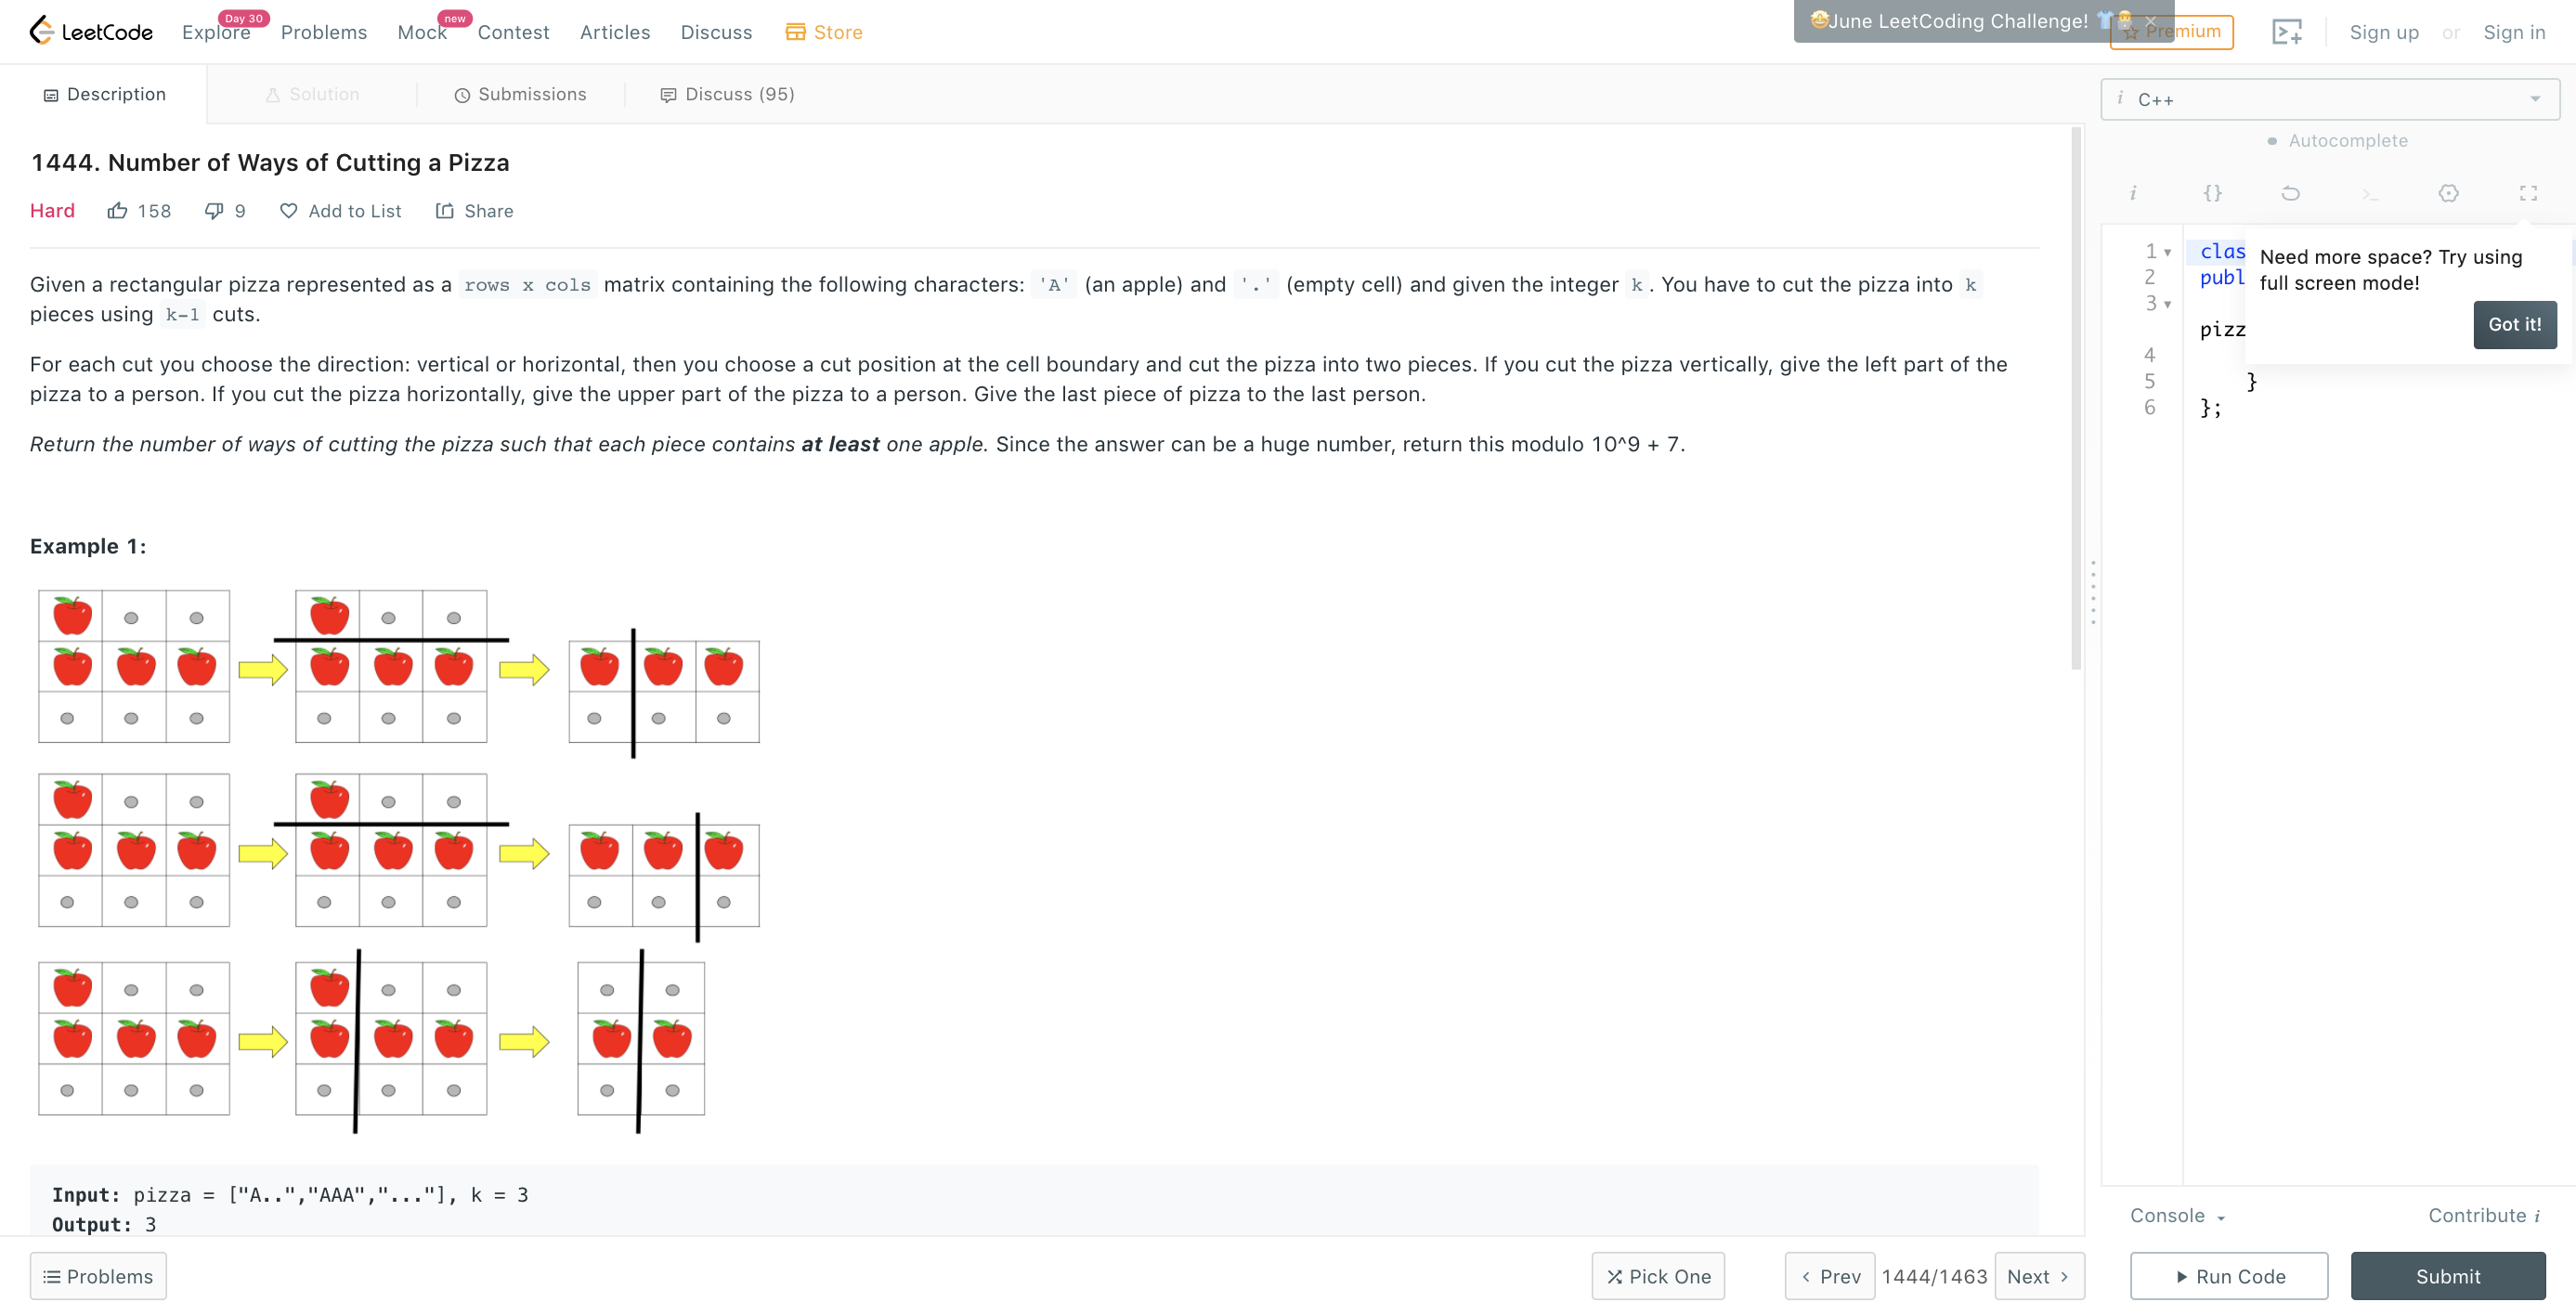 LeetCode
Explore Day 30 Problems Mock new Contest Articles Discuss Store
June LeetCoding Challenge! ×
Premium Sign up or Sign in
Description Solution Submissions Discuss (95)
i C++
Autocomplete
1444. Number of Ways of Cutting a Pizza
Hard 158 9 Add to List Share
i {} >_
Given a rectangular pizza represented as a rows x cols matrix containing the following characters: 'A' (an apple) and '.' (empty cell) and given the integer k. You have to cut the pizza into k
pieces using k-1 cuts.
For each cut you choose the direction: vertical or horizontal, then you choose a cut position at the cell boundary and cut the pizza into two pieces. If you cut the pizza vertically, give the left part of the
pizza to a person. If you cut the pizza horizontally, give the upper part of the pizza to a person. Give the last piece of pizza to the last person.
Return the number of ways of cutting the pizza such that each piece contains at least one apple. Since the answer can be a huge number, return this modulo 10^9 + 7.
Example 1:
Input: pizza = ["A..","AAA","..."], k = 3
Output: 3
1 clas
2 publ
3
pizz
4
5 }
6 };
Need more space? Try using
full screen mode!
Got it!
Console Contribute i
Problems Pick One < Prev 1444/1463 Next > Run Code Submit